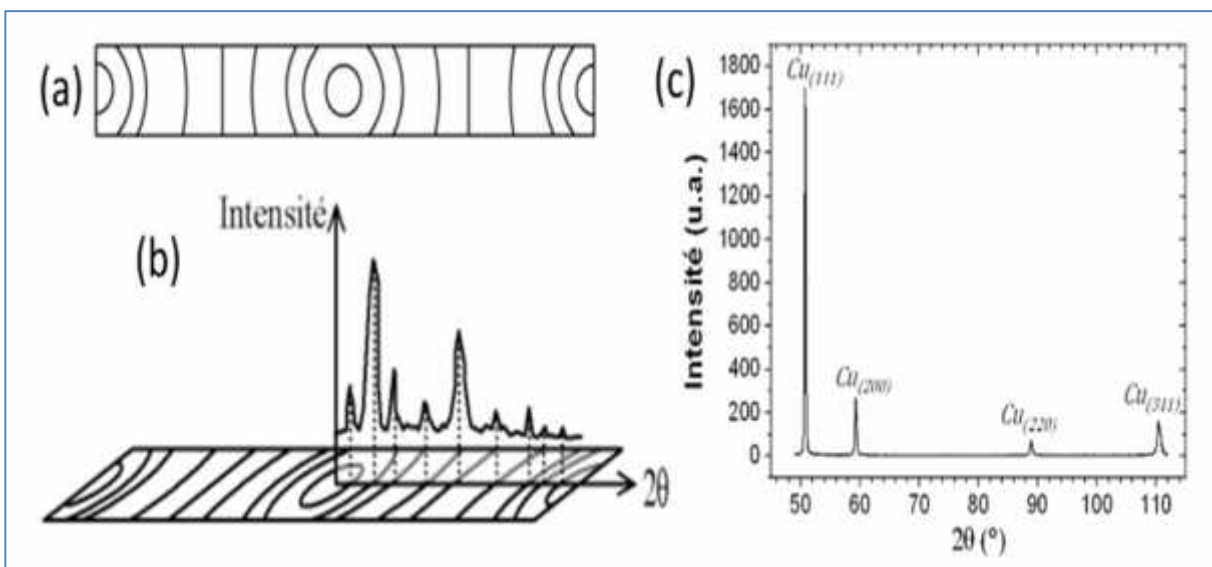 (a)
(b)
Intensité
2θ
(c)
Intensité (u.a.)
1800
1600
1400
1200
1000
800
600
400
200
0
Cu(111)
Cu(200)
Cu(220)
Cu(311)
50 60 70 80 90 100 110
2θ (°)